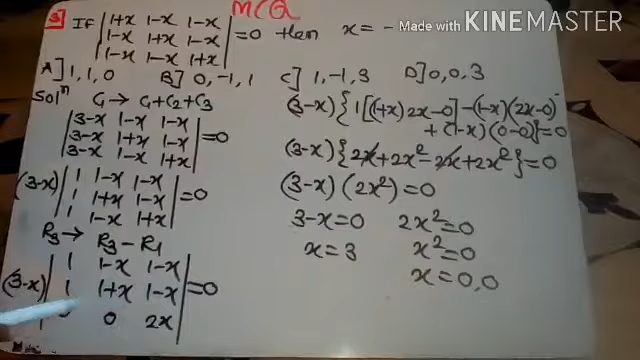 MCQ
Made With KINEMASTER
5] If |1+x 1-x 1-x| =0 then x = -
|1-x 1+x 1-x|
|1-x 1-x 1+x|
A] 1, 1, 0 B] 0, -1, 1 C] 1, -1, 3 D] 0, 0, 3
Solⁿ C₁ → C₁+C₂+C₃
|3-x 1-x 1-x|
|3-x 1+x 1-x| =0
|3-x 1-x 1+x|
(3-x) |1 1-x 1-x|
|1 1+x 1-x| =0
|1 1-x 1+x|
R₃ → R₃ - R₁
|1 1-x 1-x|
(3-x) |1 1+x 1-x| =0
0 2x|
(3-x) {1[(1+x) 2x-0] -(1-x)(2x-0)
+(1-x)(0-0)}=0
(3-x) {2x+2x²-2x+2x²} =0
(3-x) (2x²) =0
3-x=0 2x²=0
x=3 x²=0
x=0,0